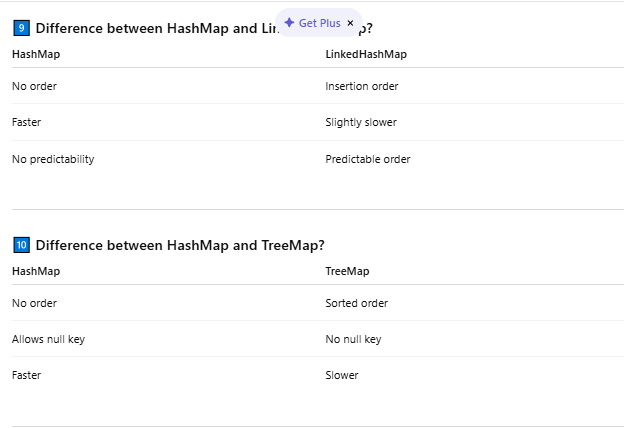 9 Difference between HashMap and Lin p?
Get Plus ×
HashMap LinkedHashMap
No order Insertion order
Faster Slightly slower
No predictability Predictable order
10 Difference between HashMap and TreeMap?
HashMap TreeMap
No order Sorted order
Allows null key No null key
Faster Slower